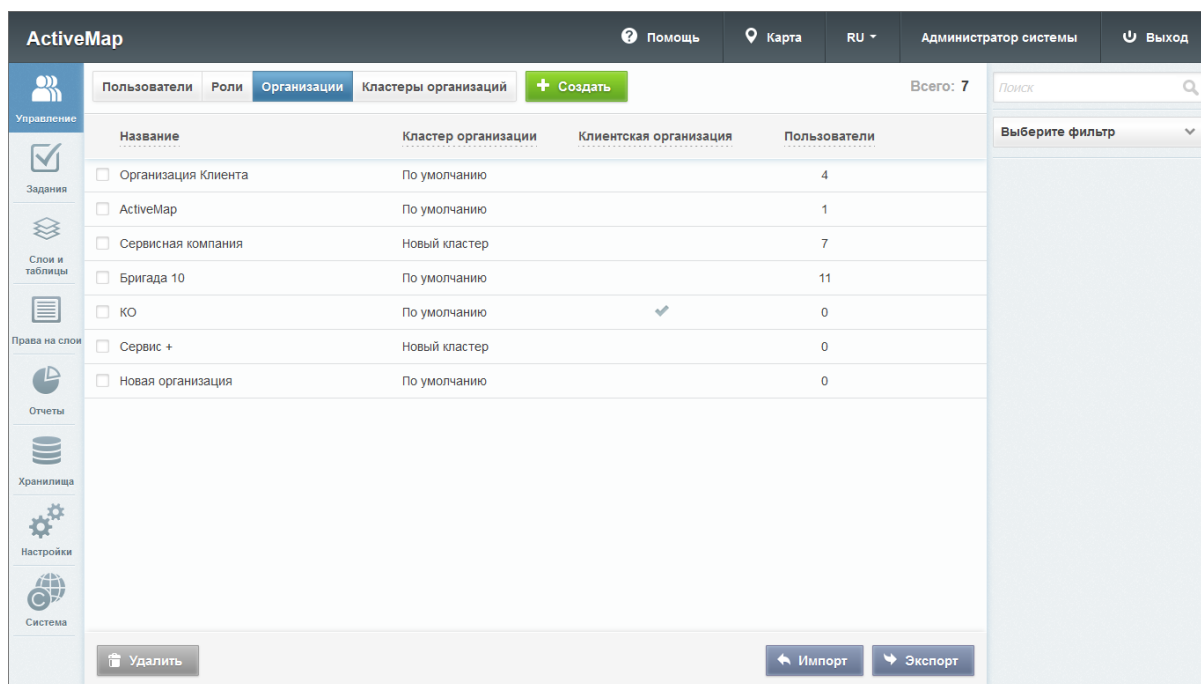 ActiveMap
Помощь
Карта
RU
Администратор системы
Выход
Управление
Задания
Слои и
таблицы
Права на слои
Отчеты
Хранилища
Настройки
Система
Пользователи
Роли
Организации
Кластеры организаций
Создать
Всего: 7
Поиск
Выберите фильтр
Название Кластер организации Клиентская организация Пользователи
Организация Клиента По умолчанию 4
ActiveMap По умолчанию 1
Сервисная компания Новый кластер 7
Бригада 10 По умолчанию 11
КО По умолчанию 0
Сервис + Новый кластер 0
Новая организация По умолчанию 0
Удалить
Импорт
Экспорт